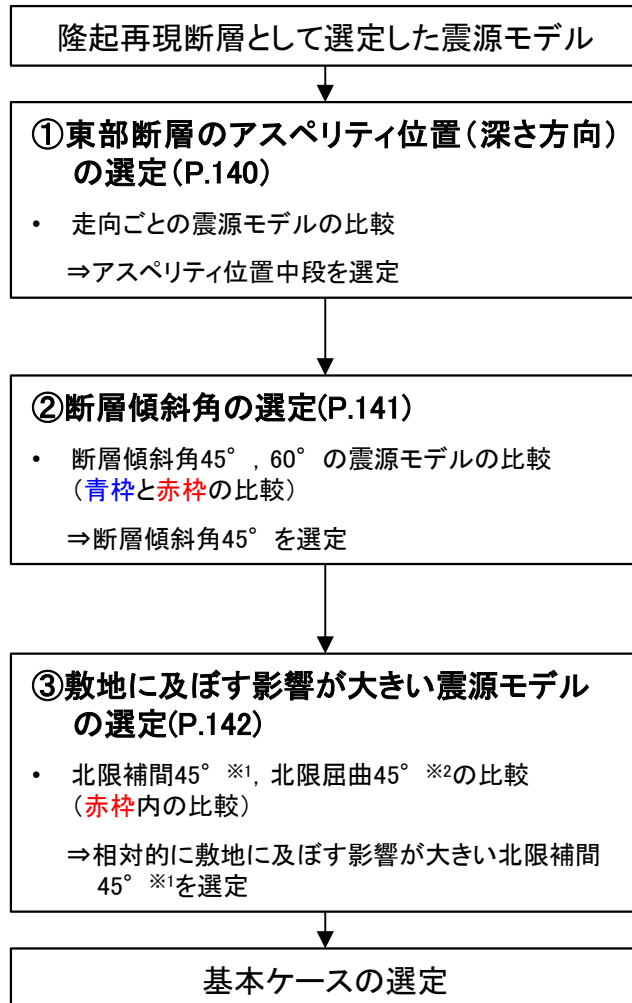 隆起再現断層として選定した震源モデル
①東部断層のアスペリティ位置(深さ方向)
の選定(P.140)
・ 走向ごとの震源モデルの比較
⇒アスペリティ位置中段を選定
②断層傾斜角の選定(P.141)
・ 断層傾斜角45°,60°の震源モデルの比較
(青枠と赤枠の比較)
⇒断層傾斜角45°を選定
③敷地に及ぼす影響が大きい震源モデル
の選定(P.142)
・ 北限補間45°※1,北限屈曲45°※2の比較
(赤枠内の比較)
⇒相対的に敷地に及ぼす影響が大きい北限補間
45°※1を選定
基本ケースの選定